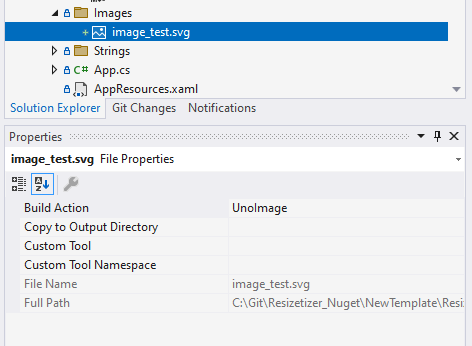 Images
image_test.svg
Strings
C# App.cs
AppResources.xaml
Solution Explorer Git Changes Notifications
Properties
image_test.svg File Properties
Build Action UnoImage
Copy to Output Directory
Custom Tool
Custom Tool Namespace
File Name image_test.svg
Full Path C:\Git\Resizetizer_Nuget\NewTemplate\Resi